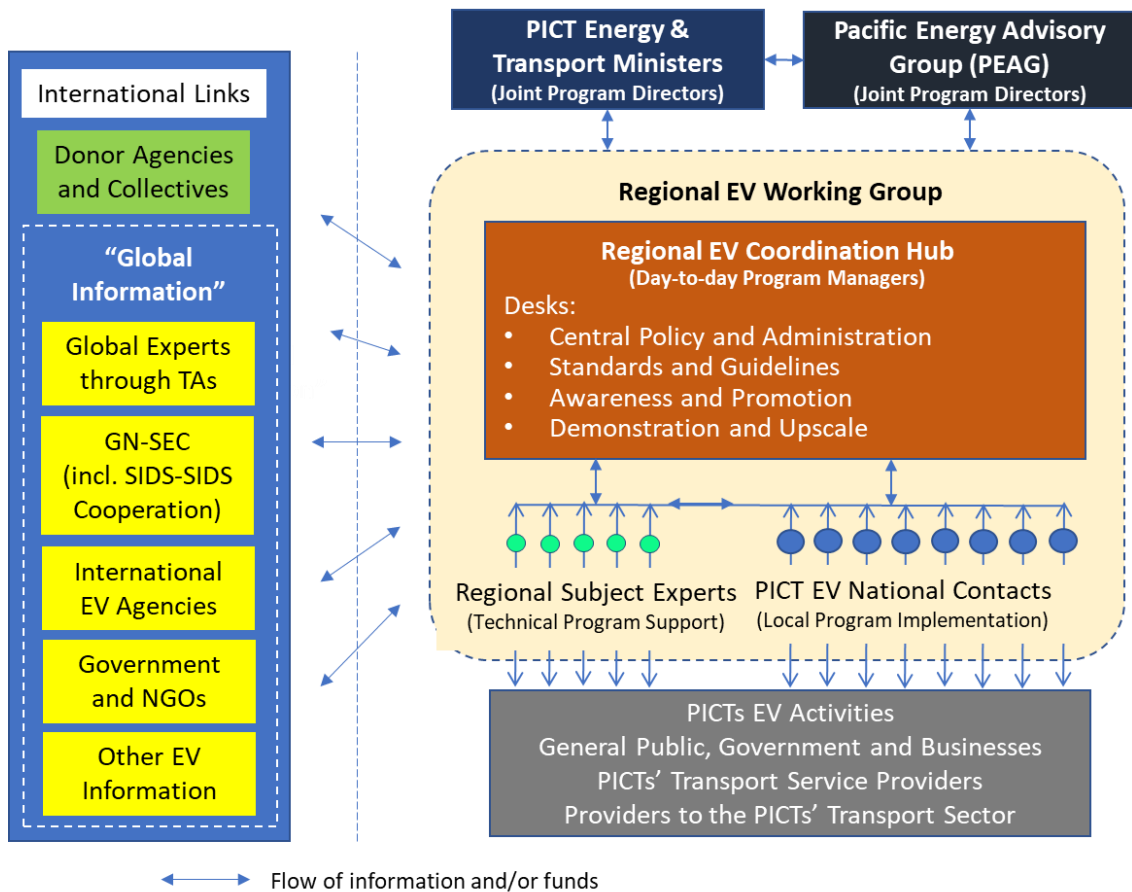 International Links
Donor Agencies
and Collectives
“Global
Information”
Global Experts
through TAs
GN-SEC
(incl. SIDS-SIDS
Cooperation)
International
EV Agencies
Government
and NGOs
Other EV
Information
PICT Energy &
Transport Ministers
(Joint Program Directors)
Pacific Energy Advisory
Group (PEAG)
(Joint Program Directors)
Regional EV Working Group
Regional EV Coordination Hub
(Day-to-day Program Managers)
Desks:
• Central Policy and Administration
• Standards and Guidelines
• Awareness and Promotion
• Demonstration and Upscale
Regional Subject Experts
(Technical Program Support)
PICT EV National Contacts
(Local Program Implementation)
PICTs EV Activities
General Public, Government and Businesses
PICTs’ Transport Service Providers
Providers to the PICTs’ Transport Sector
Flow of information and/or funds